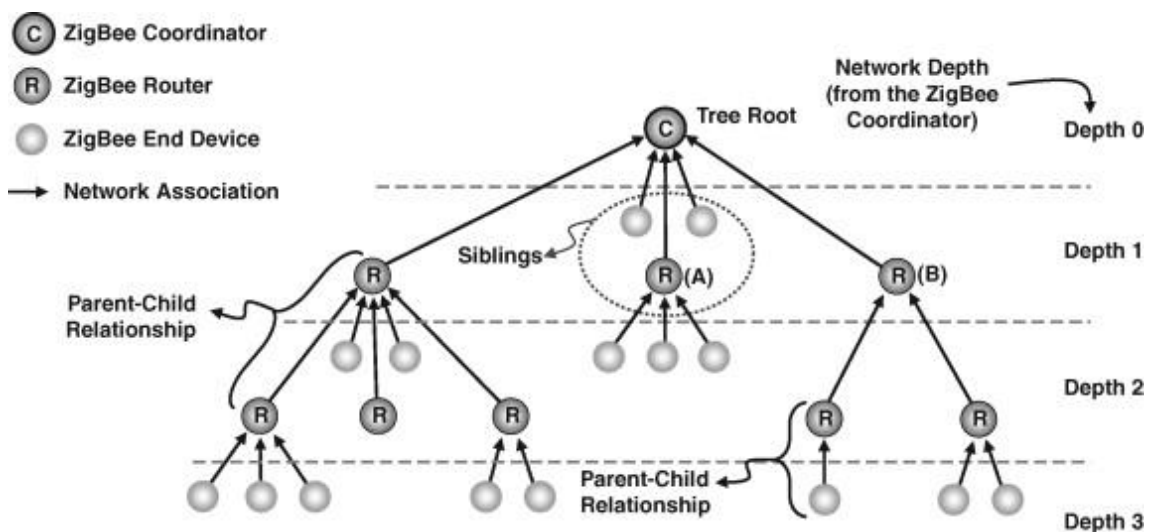 C ZigBee Coordinator
R ZigBee Router
ZigBee End Device
Network Association
Network Depth
(from the ZigBee
Coordinator)
Tree Root
C
Depth 0
Siblings
Depth 1
R
R (A)
R (B)
Parent-Child
Relationship
Depth 2
R
R
R
R
R
Parent-Child
Relationship
Depth 3